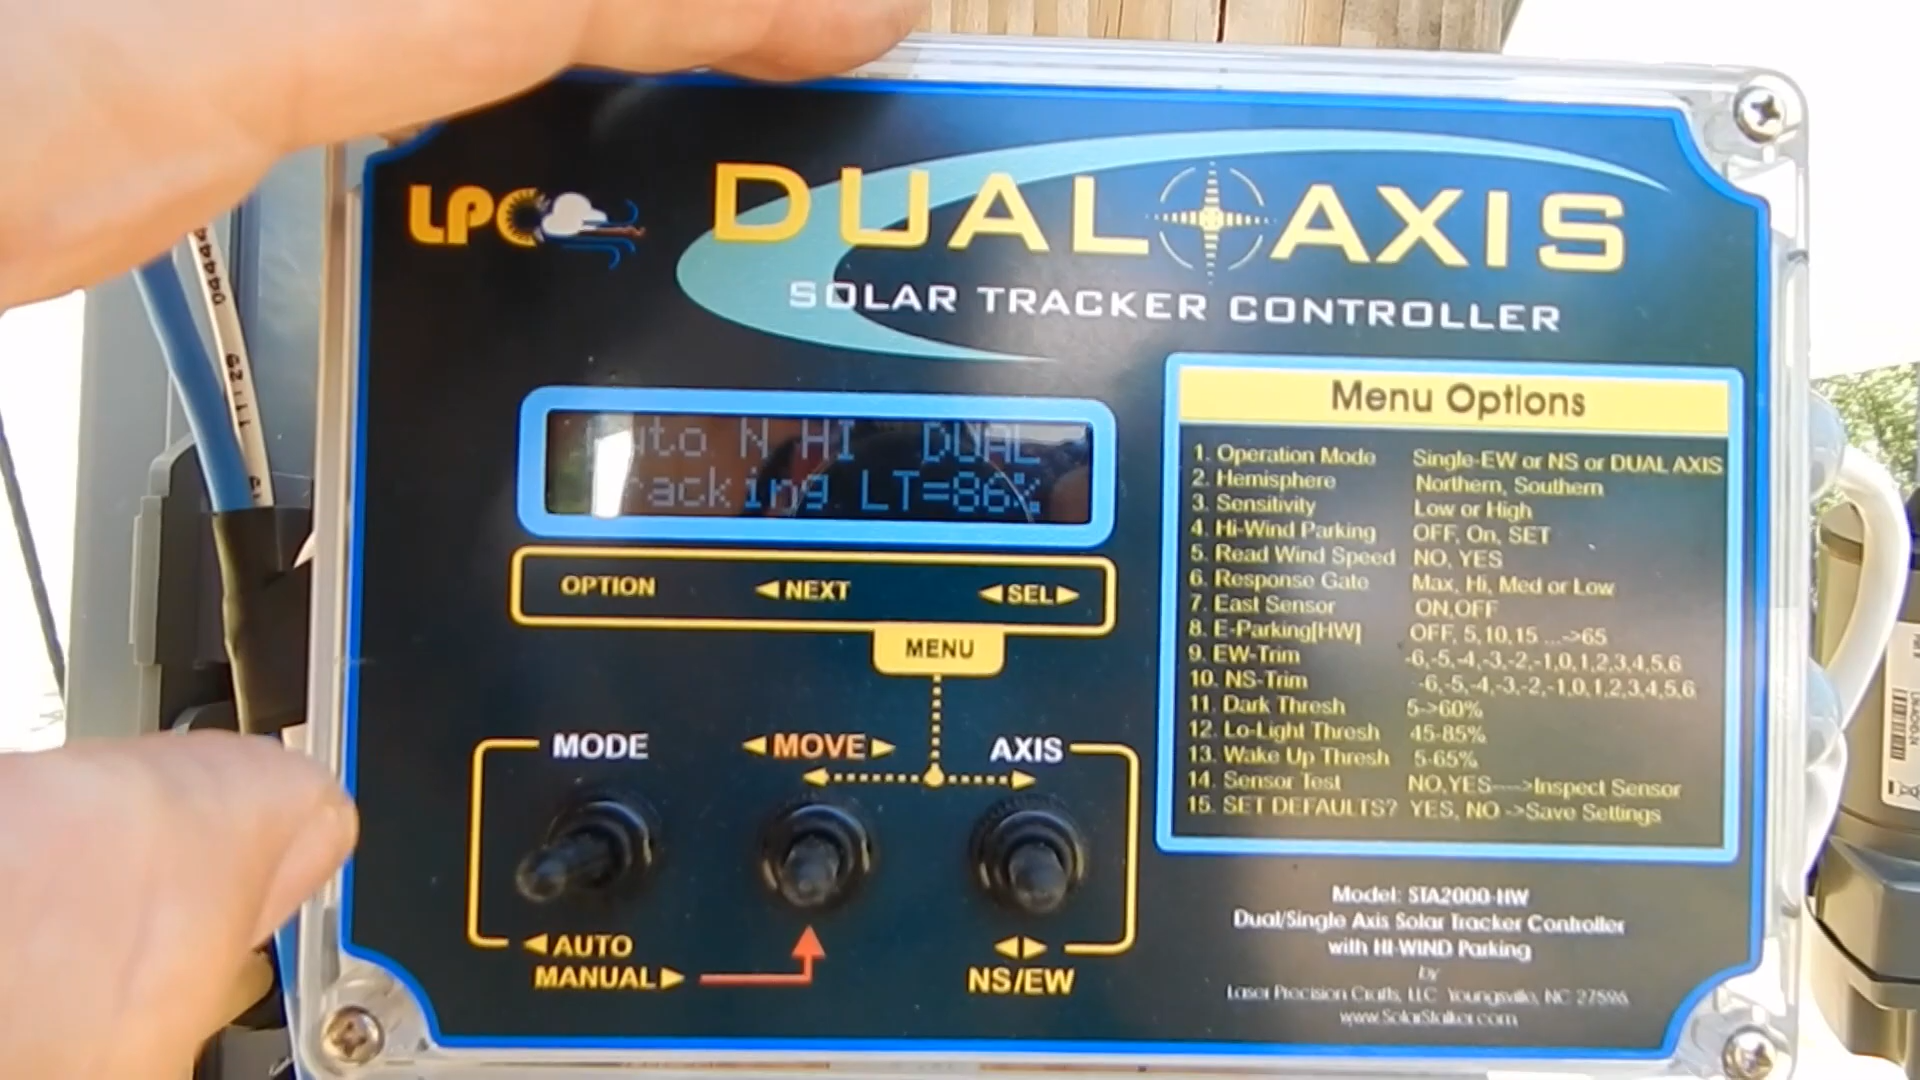 LPC
DUAL AXIS
SOLAR TRACKER CONTROLLER
uto N HI DUAL
racking LT=86%
OPTION ◄NEXT ◄SEL►
MENU
MODE ◄MOVE► AXIS
◄AUTO
MANUAL►
◄►
NS/EW
Menu Options
1. Operation Mode Single-EW or NS or DUAL AXIS
2. Hemisphere Northern, Southern
3. Sensitivity Low or High
4. Hi-Wind Parking OFF, On, SET
5. Read Wind Speed NO, YES
6. Response Gate Max, Hi, Med or Low
7. East Sensor ON,OFF
8. E-Parking[HW] OFF, 5,10,15 ...->65
9. EW-Trim -6,-5,-4,-3,-2,-1,0,1,2,3,4,5,6
10. NS-Trim -6,-5,-4,-3,-2,-1,0,1,2,3,4,5,6
11. Dark Thresh 5->60%
12. Lo-Light Thresh 45-85%
13. Wake Up Thresh 5-65%
14. Sensor Test NO,YES---->Inspect Sensor
15. SET DEFAULTS? YES, NO ->Save Settings
Model: STA2000-HW
Dual/Single Axis Solar Tracker Controller
with HI-WIND Parking
by
Laser Precision Crafts, LLC Youngsville, NC 27596
www.SolarStalker.com